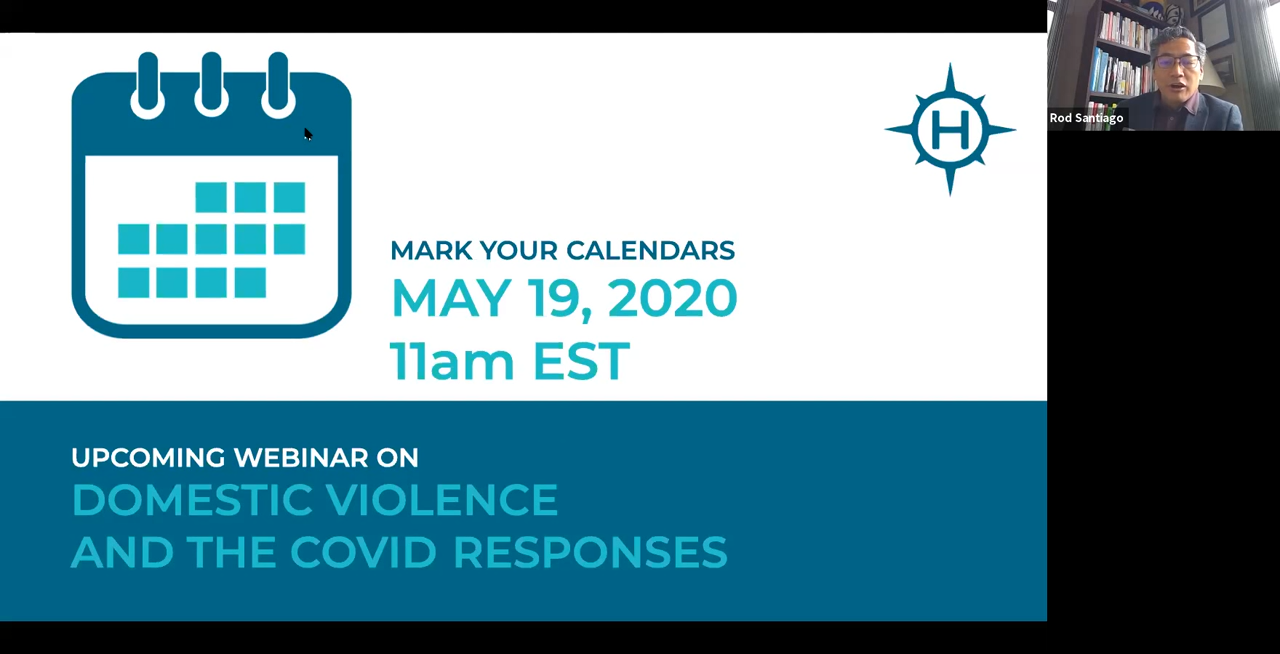 H
MARK YOUR CALENDARS
MAY 19, 2020
11am EST
UPCOMING WEBINAR ON
DOMESTIC VIOLENCE
AND THE COVID RESPONSES
Rod Santiago